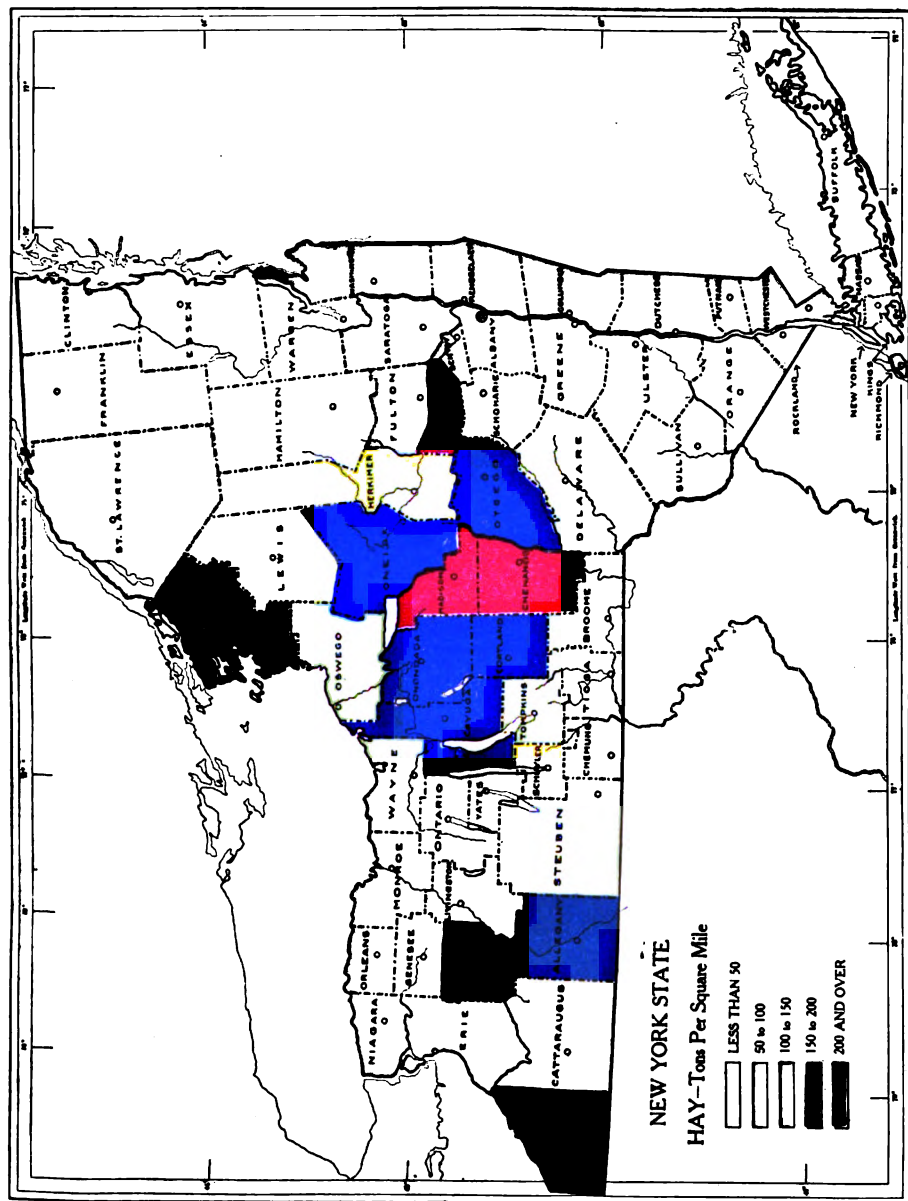 NEW YORK STATE
HAY–Tons Per Square Mile
LESS THAN 50
50 to 100
100 to 150
150 to 200
200 AND OVER
CLINTON
FRANKLIN
ST. LAWRENCE
ESSEX
HAMILTON
WARREN
LEWIS
HERKIMER
ONEIDA
OSWEGO
FULTON
SARATOGA
ALBANY
SCHOHARIE
OTSEGO
MADISON
CHENANGO
ONONDAGA
CORTLAND
CAYUGA
TOMPKINS
WAYNE
ONTARIO
YATES
SCHUYLER
MONROE
LIVINGSTON
ORLEANS
GENESEE
NIAGARA
ERIE
CATTARAUGUS
ALLEGANY
STEUBEN
CHEMUNG
TIOGA
BROOME
DELAWARE
GREENE
ULSTER
SULLIVAN
ORANGE
DUTCHESS
PUTNAM
ROCKLAND
NEW YORK
KINGS
RICHMOND
NASSAU
SUFFOLK